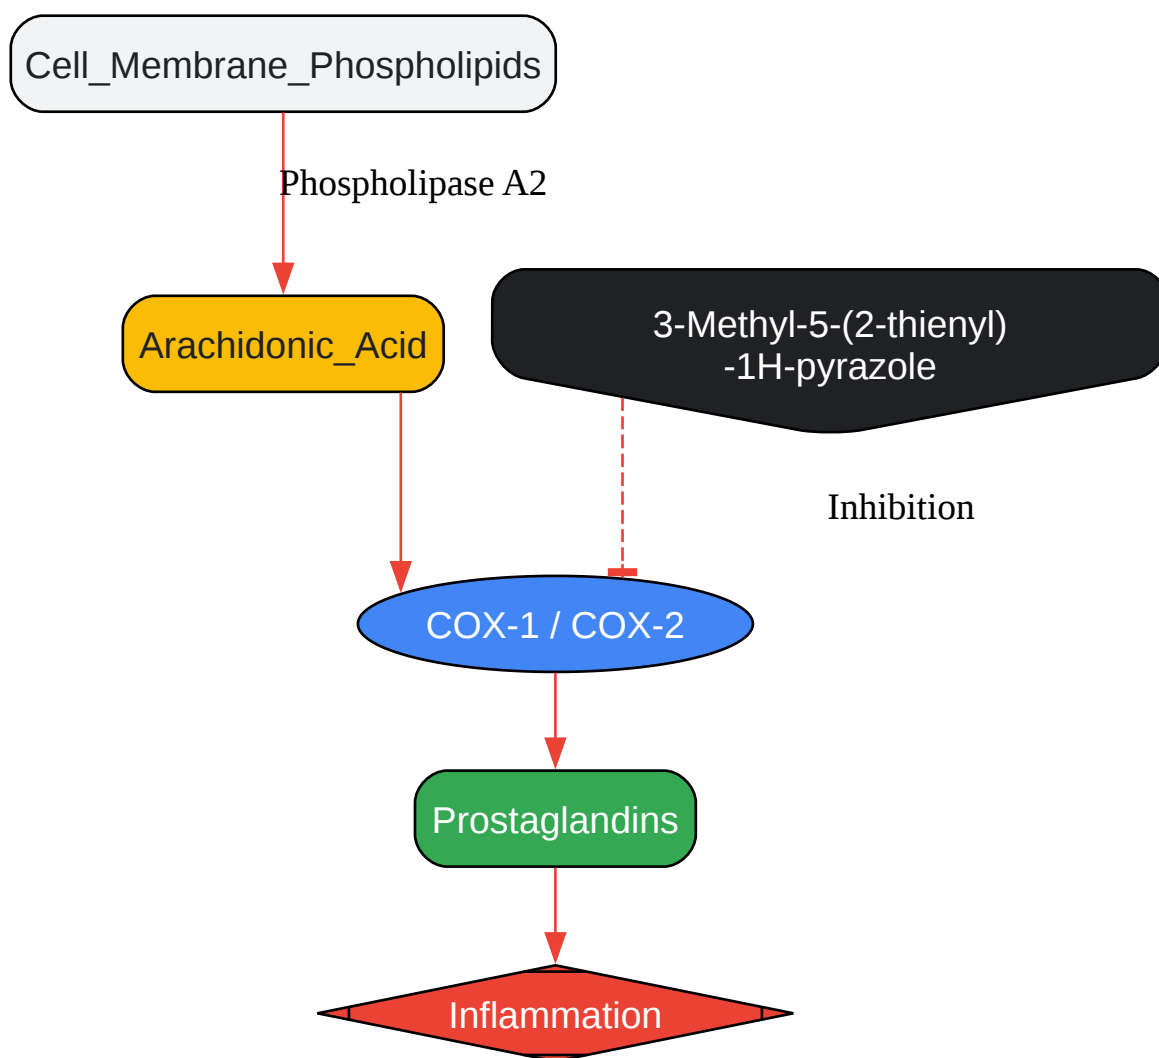 Cell_Membrane_Phospholipids
Phospholipase A2
Arachidonic_Acid
3-Methyl-5-(2-thienyl)
-1H-pyrazole
Inhibition
COX-1 / COX-2
Prostaglandins
Inflammation